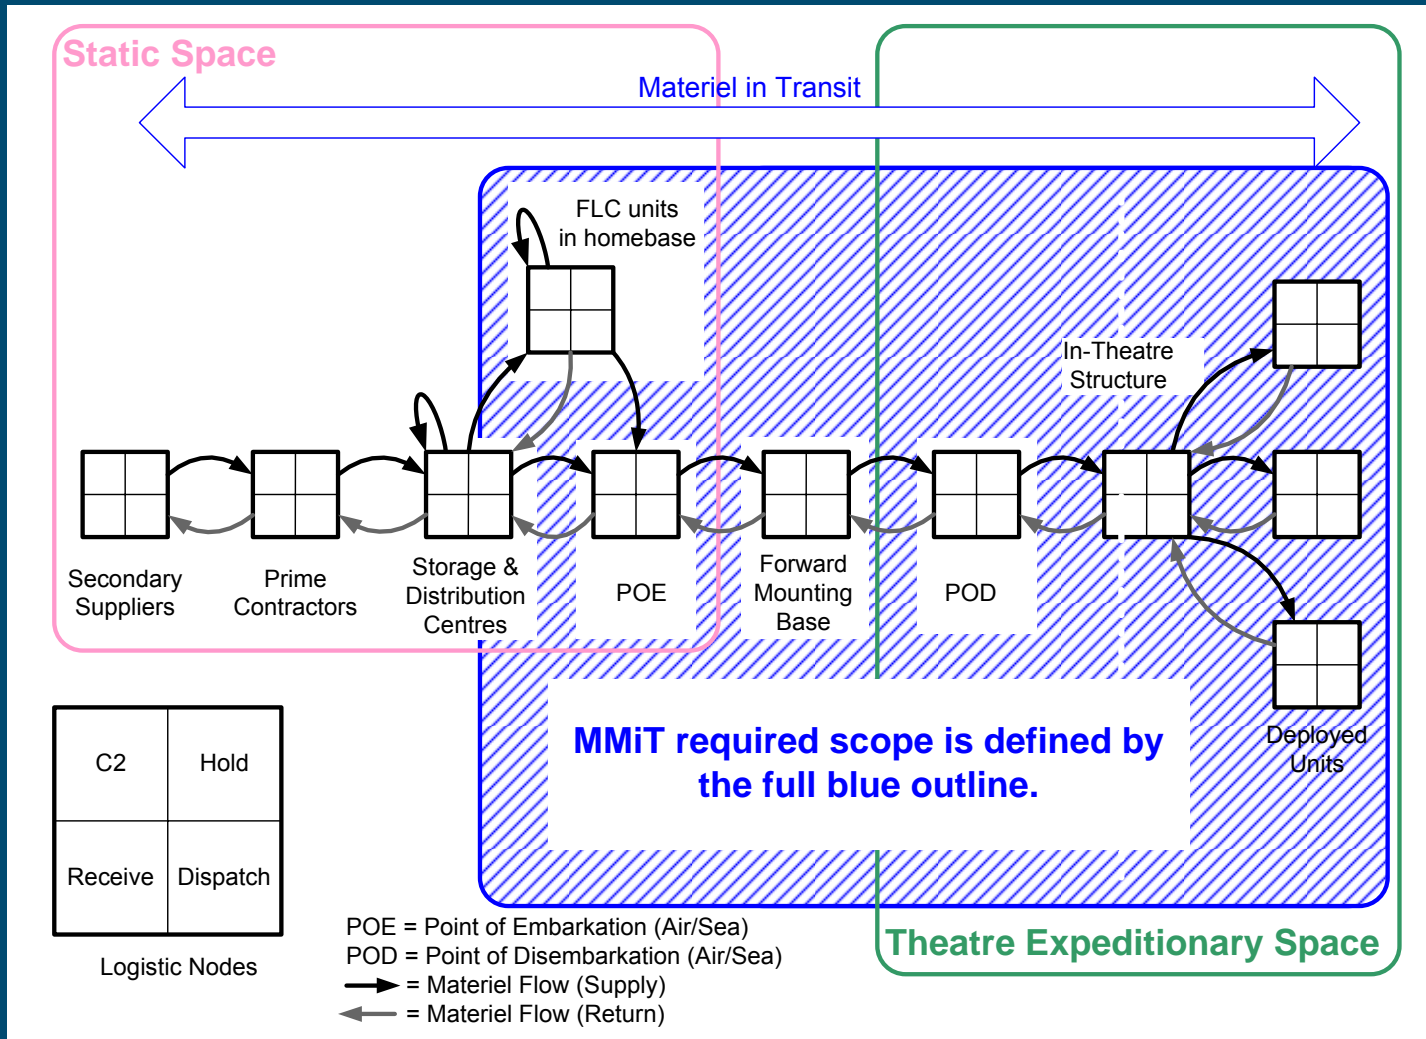 Static Space
Materiel in Transit
FLC units
in homebase
In-Theatre
Structure
Secondary
Suppliers
Prime
Contractors
Storage &
Distribution
Centres
POE
Forward
Mounting
Base
POD
Deployed
Units
MMiT required scope is defined by
the full blue outline.
C2
Hold
Receive
Dispatch
Logistic Nodes
POE = Point of Embarkation (Air/Sea)
POD = Point of Disembarkation (Air/Sea)
= Materiel Flow (Supply)
= Materiel Flow (Return)
Theatre Expeditionary Space